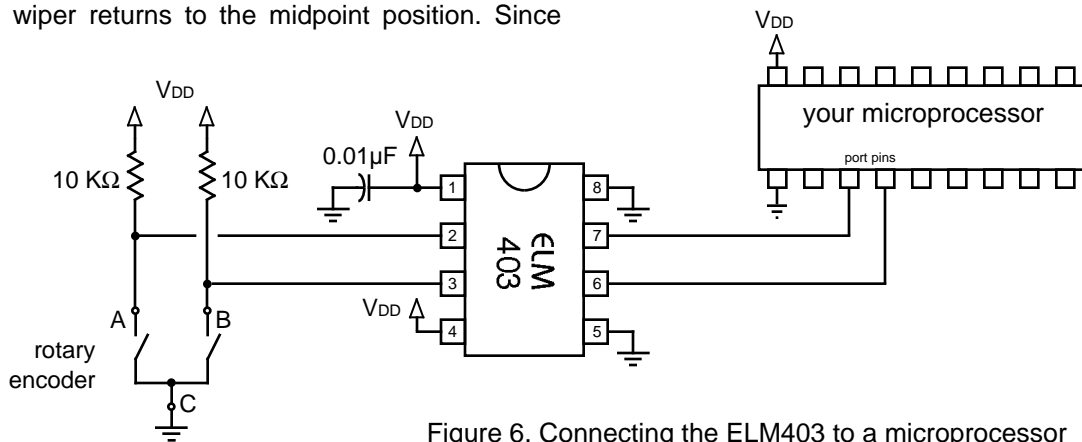 wiper returns to the midpoint position. Since
VDD
your microprocessor
port pins
VDD
VDD
0.01µF
10 KΩ
10 KΩ
1
8
2
7
3
6
4
5
ELM
403
VDD
A
B
rotary
encoder
C
Figure 6. Connecting the ELM403 to a microprocessor